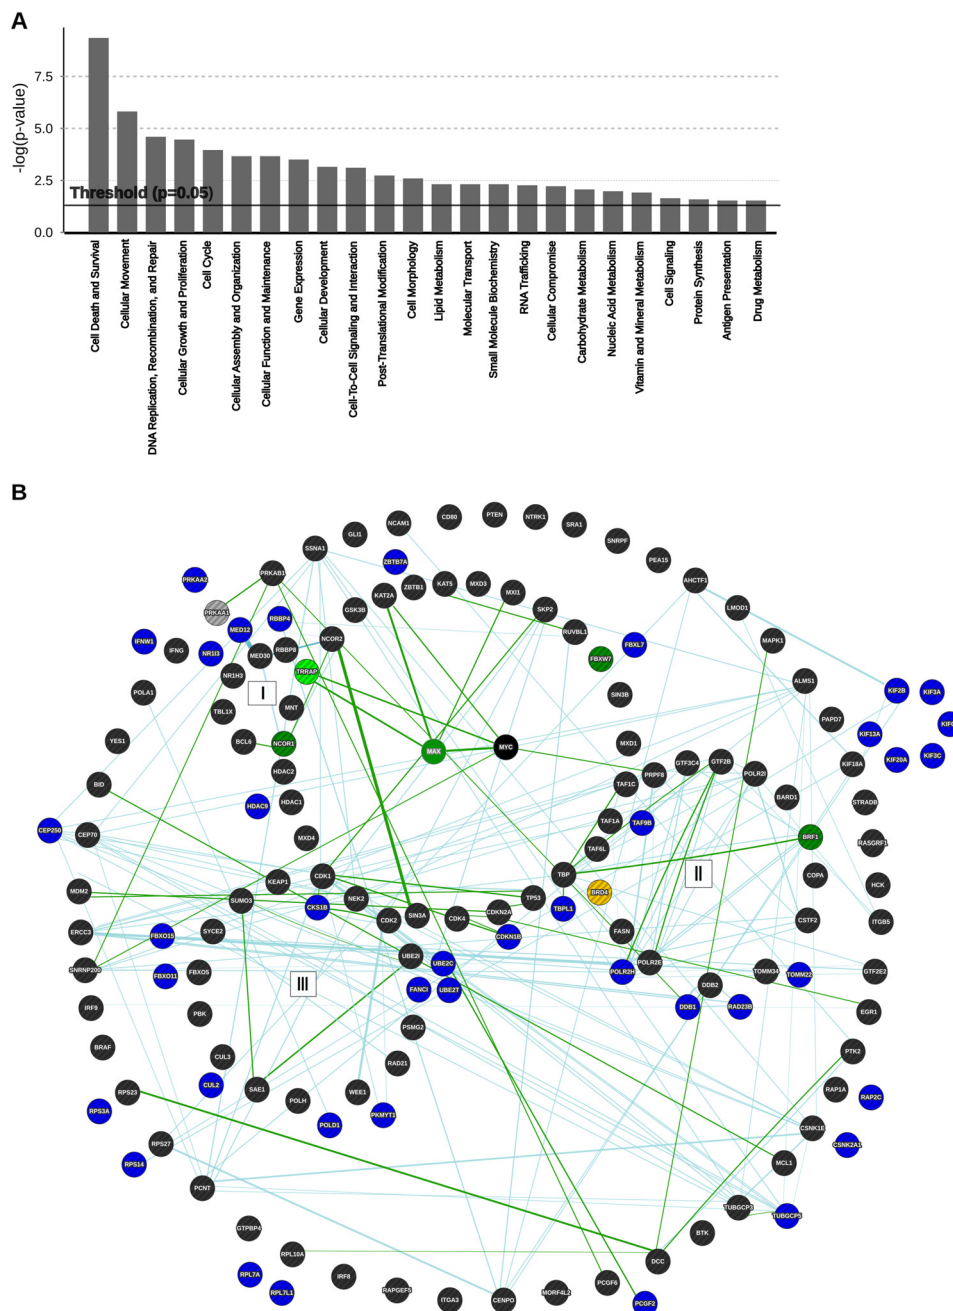 A
-log(p-value)
7.5
5.0
2.5
0.0
Threshold (p=0.05)
Cell Death and Survival
Cellular Movement
DNA Replication, Recombination, and Repair
Cellular Growth and Proliferation
Cell Cycle
Cellular Assembly and Organization
Cellular Function and Maintenance
Gene Expression
Cellular Development
Cell-To-Cell Signaling and Interaction
Post-Translational Modification
Cell Morphology
Lipid Metabolism
Molecular Transport
Small Molecule Biochemistry
RNA Trafficking
Cellular Compromise
Carbohydrate Metabolism
Nucleic Acid Metabolism
Vitamin and Mineral Metabolism
Cell Signaling
Protein Synthesis
Antigen Presentation
Drug Metabolism
B
CD80
PTEN
NTRK1
NCAM1
SRA1
GLI1
SNRPF
SSNA1
PEA15
ZBTB7A
PRKAB1
PRKAA2
AHCTF1
KAT5
MXD3
ZBTB1
MXI1
KAT2A
SKP2
LMOD1
GSK3B
PRKAA1
RBBP4
MED12
RUVBL1
IFNW1
NCOR2
MAPK1
FBXL7
IFNG
NR1I3
MED30
RBBP8
FBXW7
TRRAP
NR1H3
ALMS1
KIF2B
KIF3A
POLA1
I
SIN3B
TBL1X
MNT
PAPD7
YES1
BCL6
NCOR1
MAX
MYC
MXD1
KIF13A
KIF20A
KIF3C
GTF3C4
GTF2B
HDAC2
PRPF8
POLR2I
KIF18A
BID
TAF1C
HDAC9
HDAC1
BARD1
STRADB
CEP250
CEP70
TAF1A
TAF9B
MXD4
BRF1
RASGRF1
TAF6L
KEAP1
CDK1
TBP
II
COPA
HCK
MDM2
SUMO3
NEK2
TP53
BRD4
CKS1B
CDKN2A
TBPL1
CDK2
SIN3A
CDK4
CSTF2
ITGB5
ERCC3
FBXO15
SYCE2
CDKN1B
FASN
UBE2I
UBE2C
POLR2E
SNRNP200
FBXO11
FBXO5
POLR2H
TOMM34
TOMM22
GTF2E2
III
FANCI
UBE2T
DDB2
IRF9
PBK
DDB1
RAD23B
EGR1
PSMG2
BRAF
CUL3
RAD21
PTK2
CUL2
SAE1
WEE1
RPS23
POLH
RAP1A
RAP2C
RPS3A
POLD1
PKMYT1
CSNK1E
RPS27
CSNK2A1
RPS14
MCL1
PCNT
TUBGCP3
TUBGCP5
GTPBP4
BTK
RPL10A
DCC
RPL7A
IRF8
PCGF6
RPL7L1
RAPGEF5
MORF4L2
ITGA3
CENPO
PCGF2